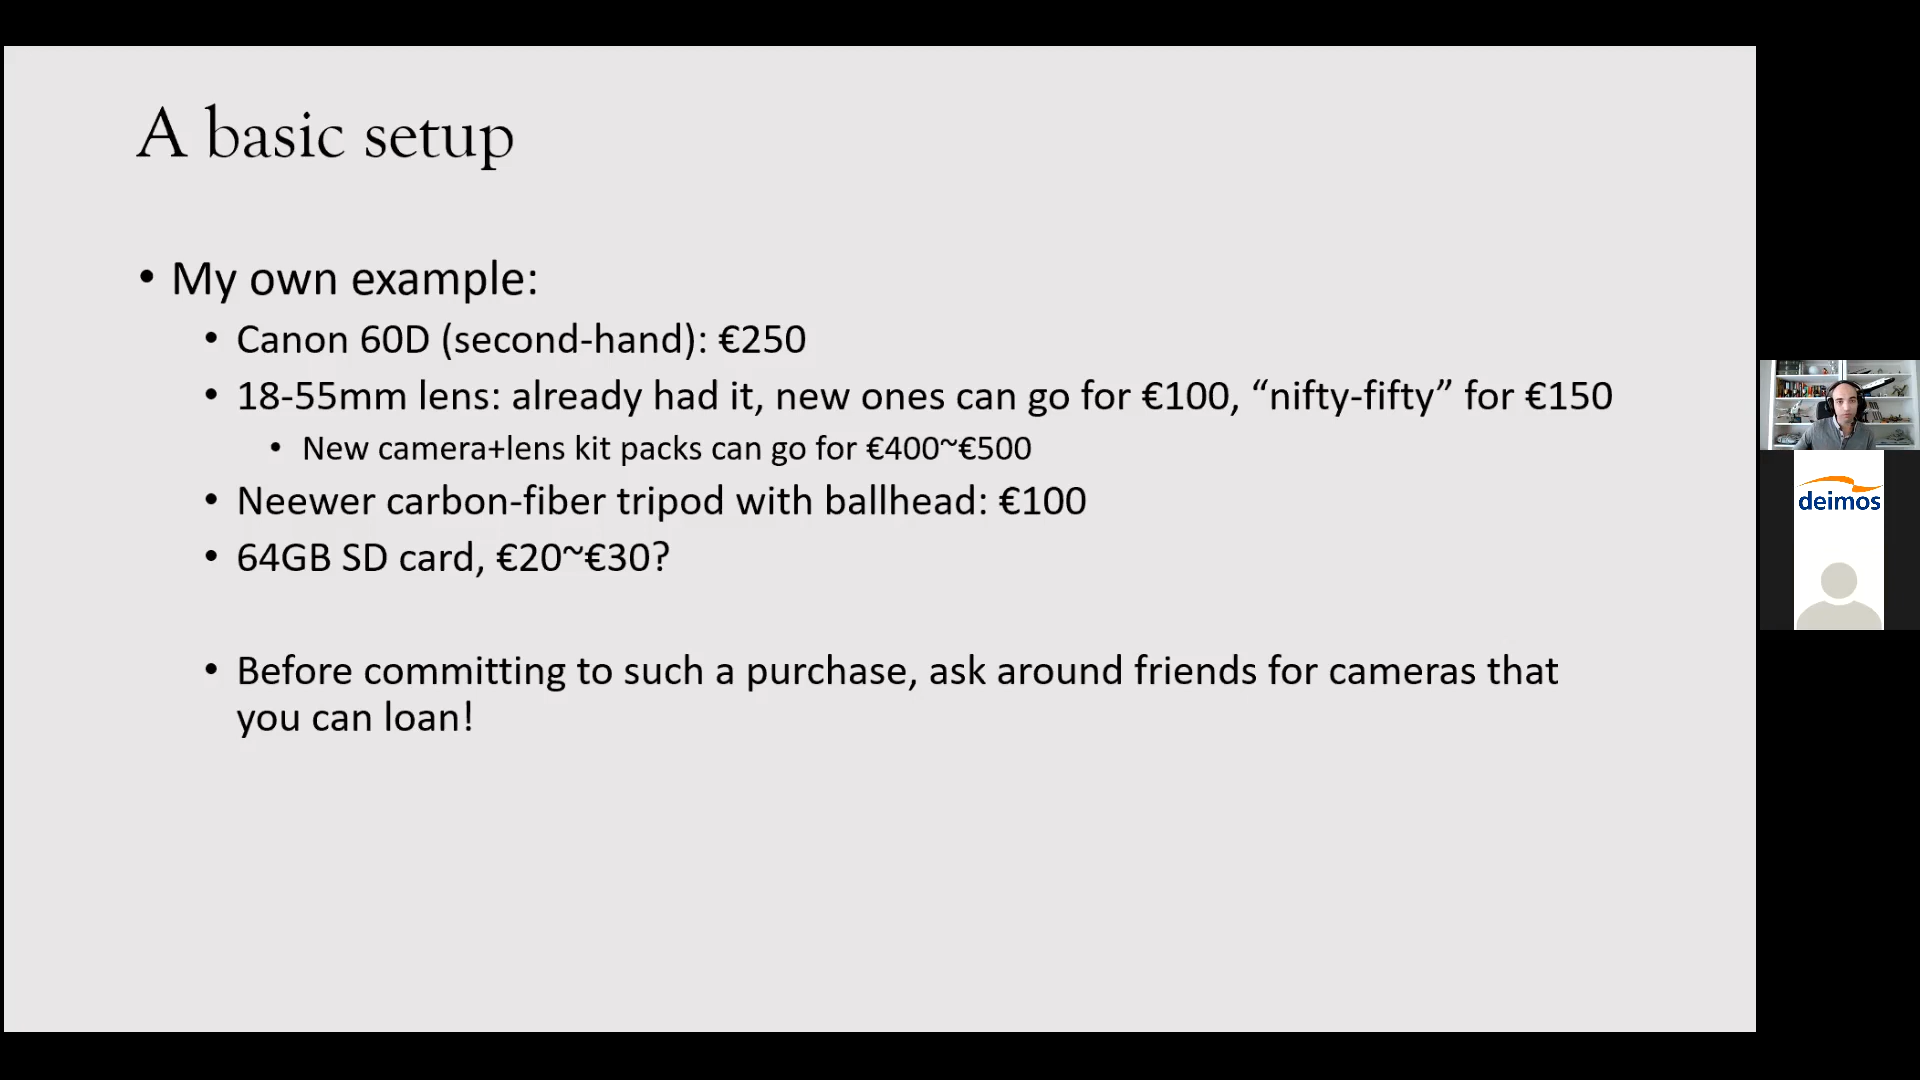 A basic setup
• My own example:
• Canon 60D (second-hand): €250
• 18-55mm lens: already had it, new ones can go for €100, “nifty-fifty” for €150
• New camera+lens kit packs can go for €400~€500
• Neewer carbon-fiber tripod with ballhead: €100
• 64GB SD card, €20~€30?
• Before committing to such a purchase, ask around friends for cameras that
you can loan!
deimos